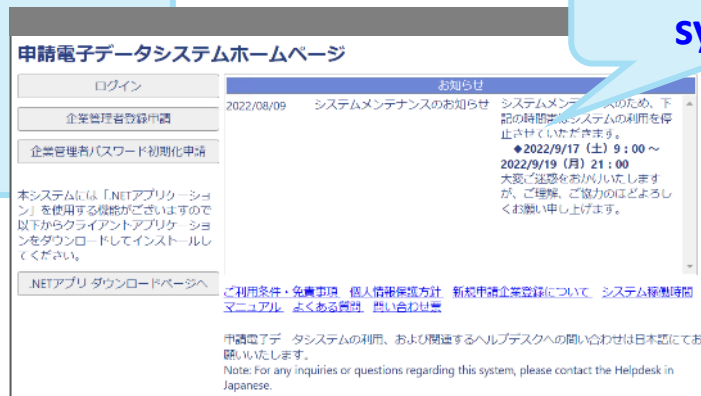 sy
申請電子データシステムホームページ
ログイン
企業管理者登録申請
企業管理者パスワード初期化申請
本システムには「.NETアプリケーショ
ン」を使用する機能がございますので
以下からクライアントアプリケーショ
ンをダウンロードしてインストールし
てください。
.NETアプリ ダウンロードページへ
お知らせ
2022/08/09 システムメンテナンスのお知らせ システムメンテ のため、下
記の時間帯はシステムの利用を停
止させていただきます。
◆2022/9/17（土）9：00～
2022/9/19（月）21：00
大変ご迷惑をおかけいたします
が、ご理解、ご協力のほどよろし
くお願い申し上げます。
ご利用条件・免責事項 個人情報保護方針 新規申請企業登録について システム稼働時間
マニュアル よくある質問 問い合わせ票
申請電子デ タシステムの利用、および関連するヘルプデスクへの問い合わせは日本語にてお
願いいたします。
Note: For any inquiries or questions regarding this system, please contact the Helpdesk in
Japanese.